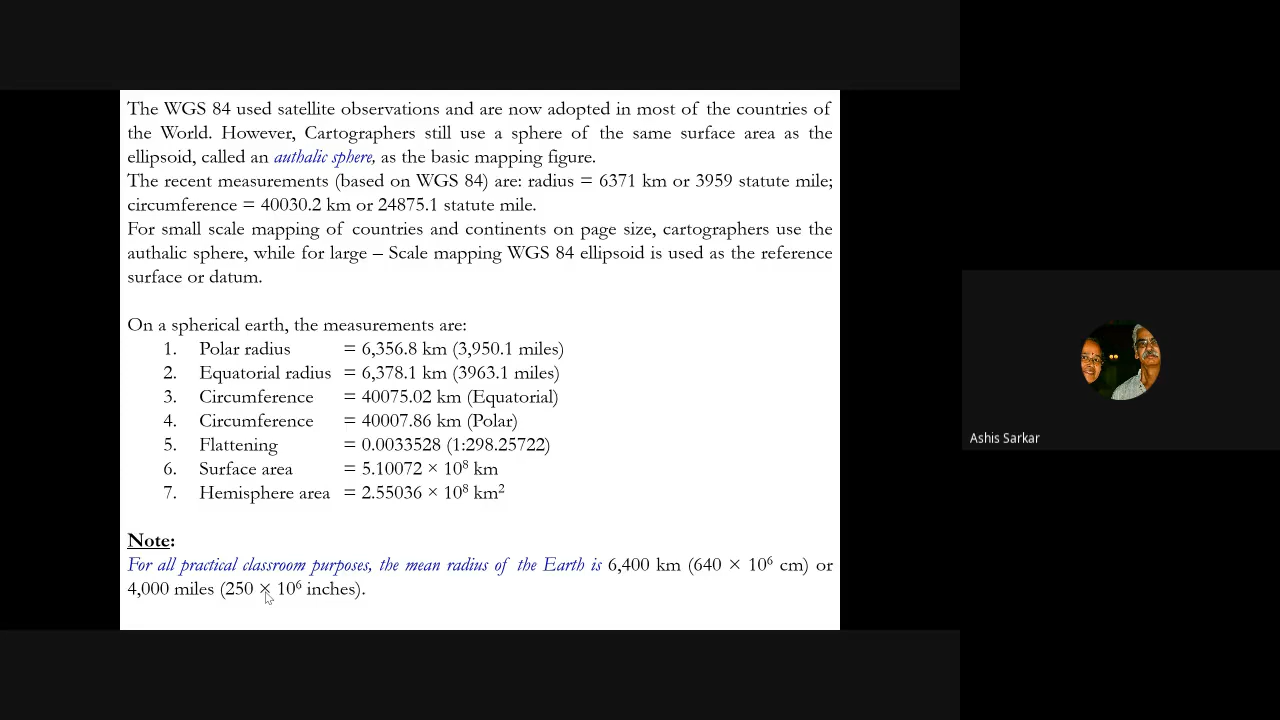 The WGS 84 used satellite observations and are now adopted in most of the countries of
the World. However, Cartographers still use a sphere of the same surface area as the
ellipsoid, called an authalic sphere, as the basic mapping figure.
The recent measurements (based on WGS 84) are: radius = 6371 km or 3959 statute mile;
circumference = 40030.2 km or 24875.1 statute mile.
For small scale mapping of countries and continents on page size, cartographers use the
authalic sphere, while for large – Scale mapping WGS 84 ellipsoid is used as the reference
surface or datum.
On a spherical earth, the measurements are:
1. Polar radius = 6,356.8 km (3,950.1 miles)
2. Equatorial radius = 6,378.1 km (3963.1 miles)
3. Circumference = 40075.02 km (Equatorial)
4. Circumference = 40007.86 km (Polar)
5. Flattening = 0.0033528 (1:298.25722)
6. Surface area = 5.10072 × 10⁸ km
7. Hemisphere area = 2.55036 × 10⁸ km²
Note:
For all practical classroom purposes, the mean radius of the Earth is 6,400 km (640 × 10⁶ cm) or
4,000 miles (250 × 10⁶ inches).
Ashis Sarkar